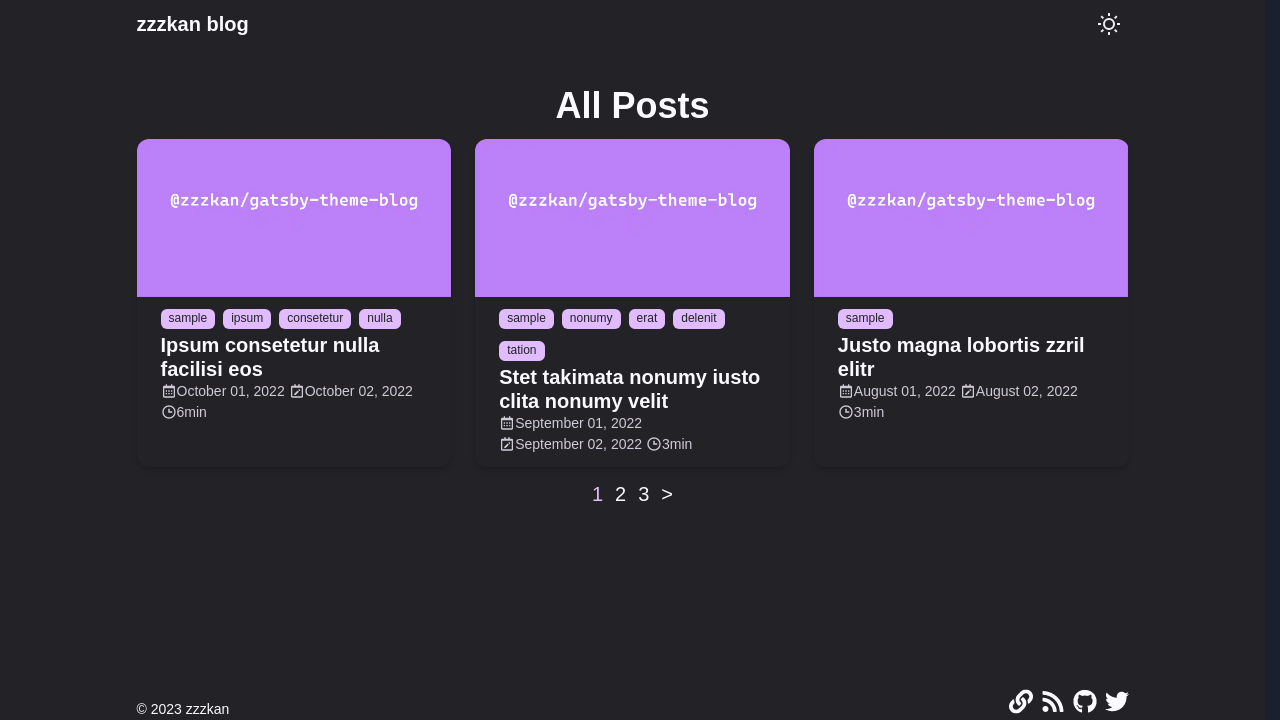 zzzkan blog
All Posts
@zzzkan/gatsby-theme-blog
sample ipsum consetetur nulla
Ipsum consetetur nulla
facilisi eos
October 01, 2022 October 02, 2022
6min
@zzzkan/gatsby-theme-blog
sample nonumy erat delenit
tation
Stet takimata nonumy iusto
clita nonumy velit
September 01, 2022
September 02, 2022 3min
@zzzkan/gatsby-theme-blog
sample
Justo magna lobortis zzril
elitr
August 01, 2022 August 02, 2022
3min
1 2 3 >
© 2023 zzzkan